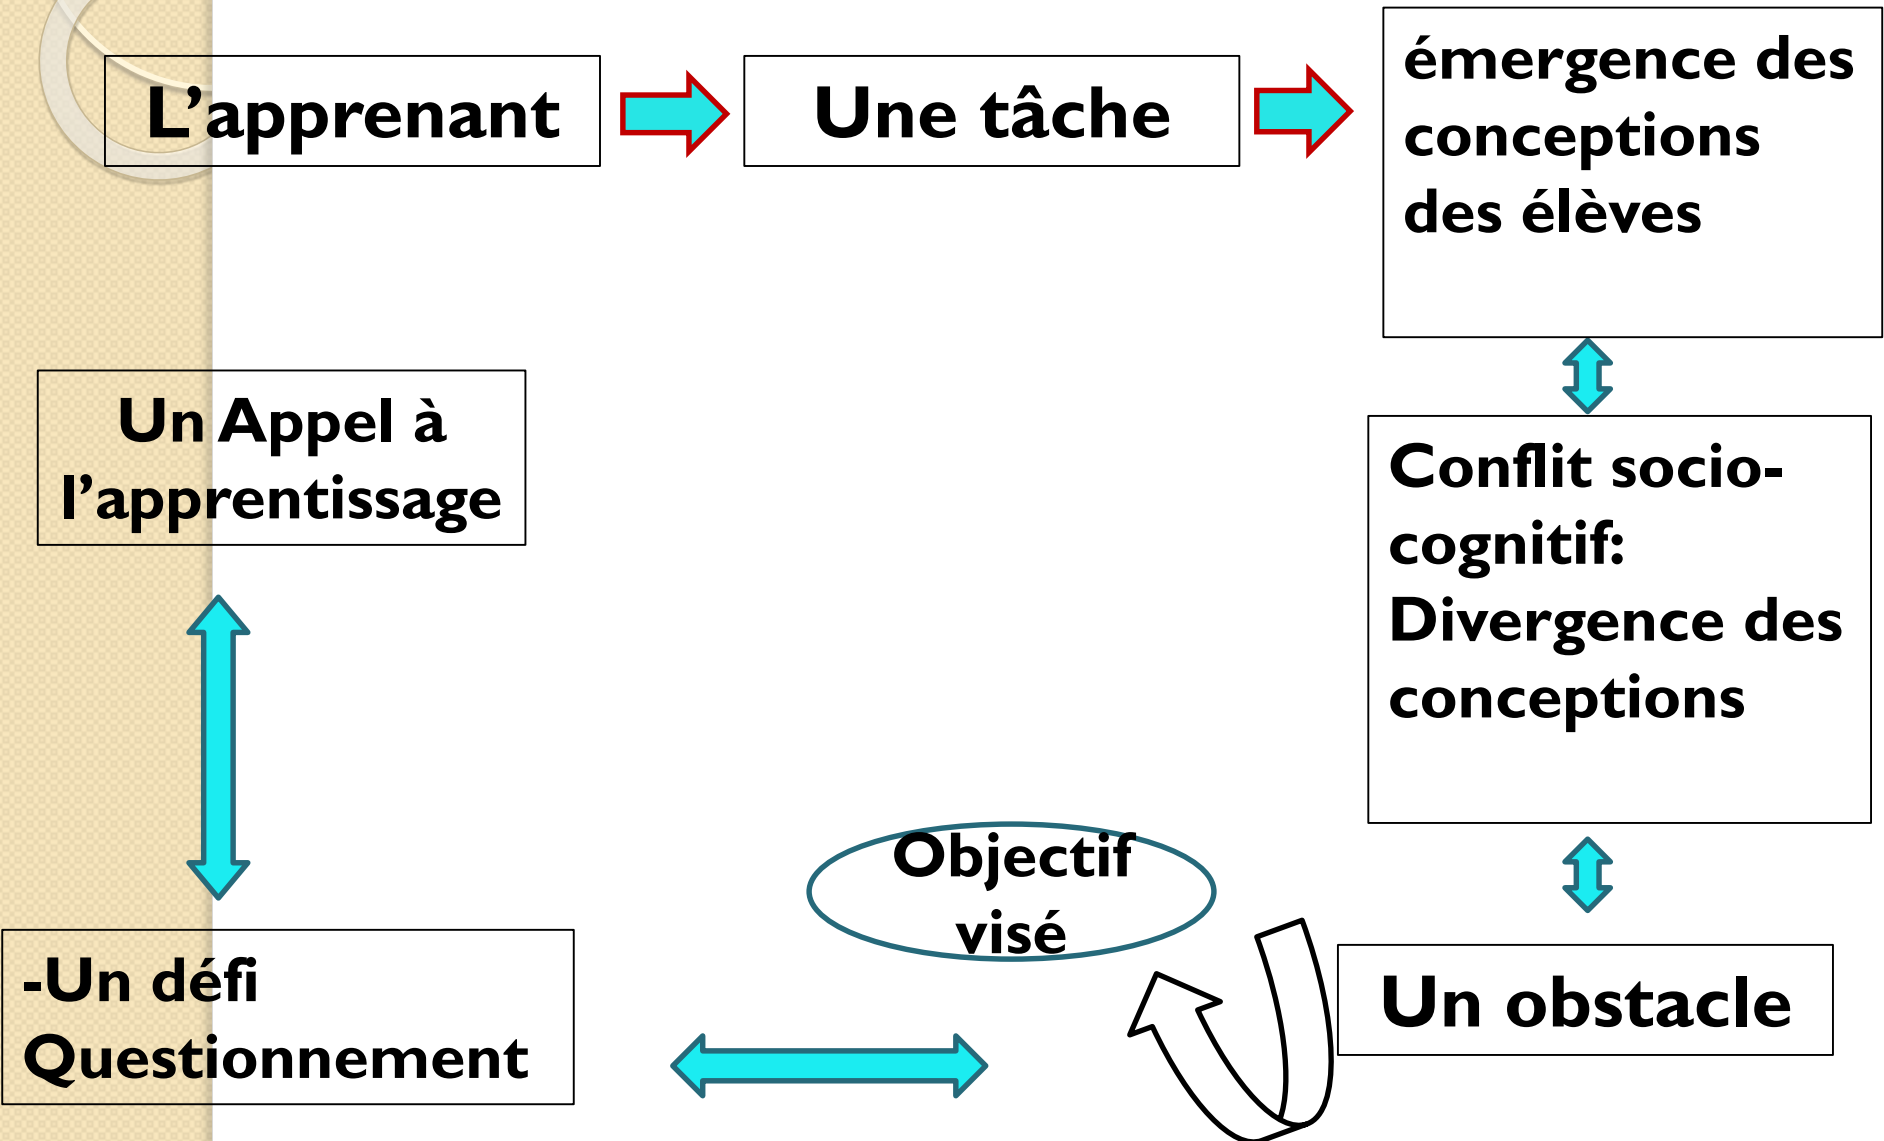 L’apprenant
Une tâche
émergence des
conceptions
des élèves
Un Appel à
l’apprentissage
Conflit socio-
cognitif:
Divergence des
conceptions
Objectif
visé
-Un défi
Questionnement
Un obstacle